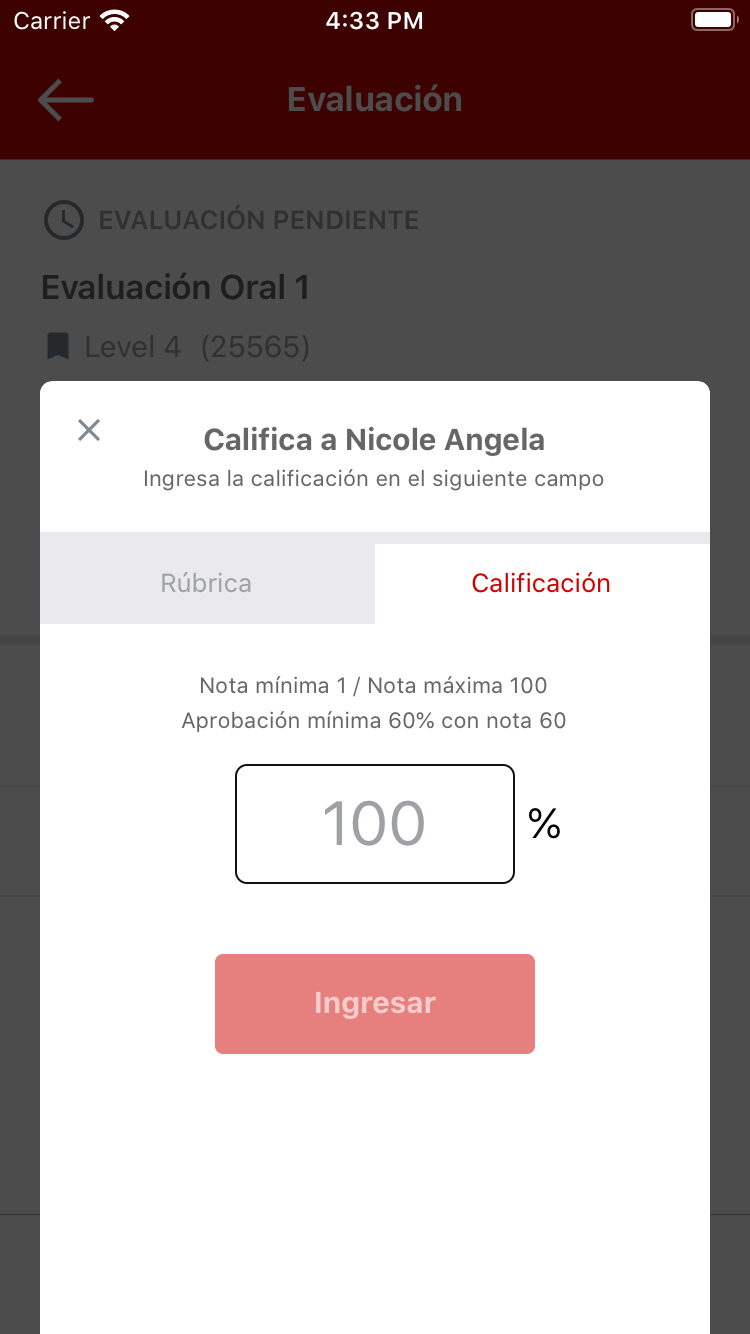 Carrier 4:33 PM
Evaluación
EVALUACIÓN PENDIENTE
Evaluación Oral 1
Level 4 (25565)
Califica a Nicole Angela
Ingresa la calificación en el siguiente campo
Rúbrica Calificación
Nota mínima 1 / Nota máxima 100
Aprobación mínima 60% con nota 60
100 %
Ingresar